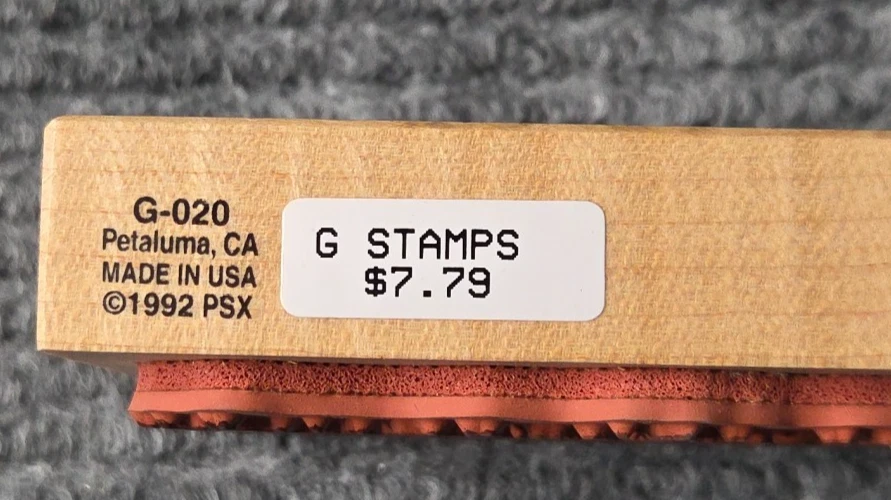 G-020
Petaluma, CA
MADE IN USA
©1992 PSX
G STAMPS
$7.79